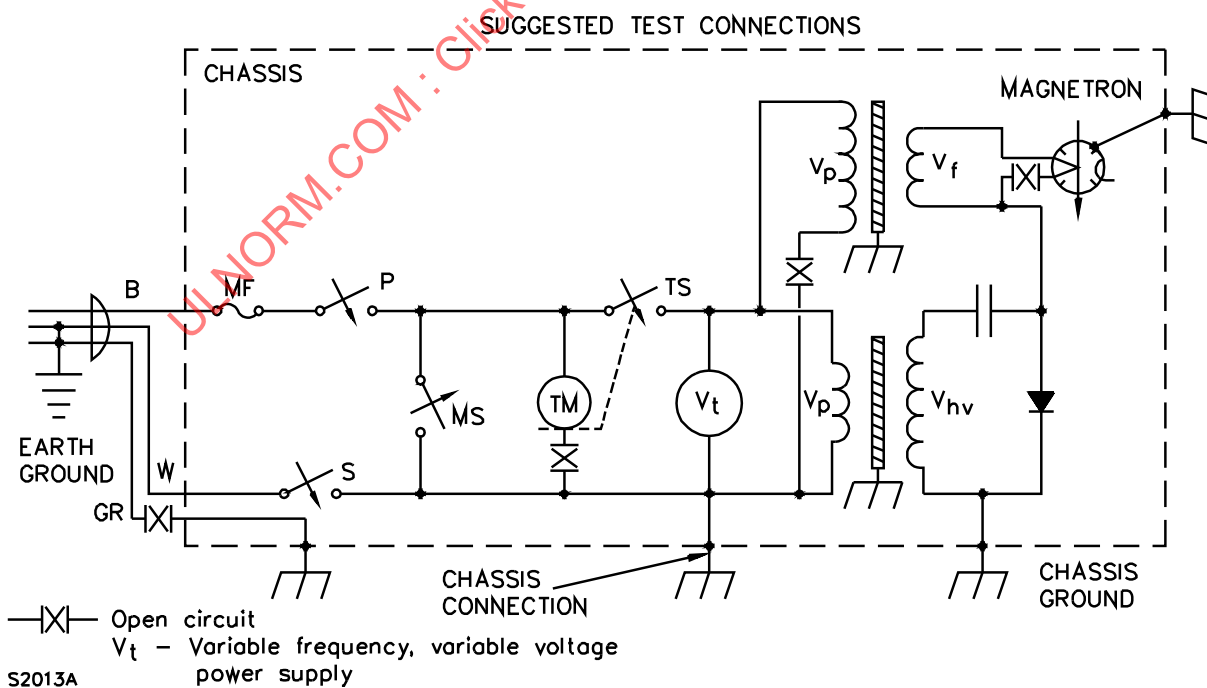 SUGGESTED TEST CONNECTIONS
CHASSIS
MAGNETRON
Vp
Vf
B
MF
P
TS
MS
TM
Vt
Vp
Vhv
EARTH
GROUND
W
S
GR
CHASSIS
CONNECTION
CHASSIS
GROUND
Open circuit
Vt – Variable frequency, variable voltage
power supply
S2013A
ULNORM.COM : Click